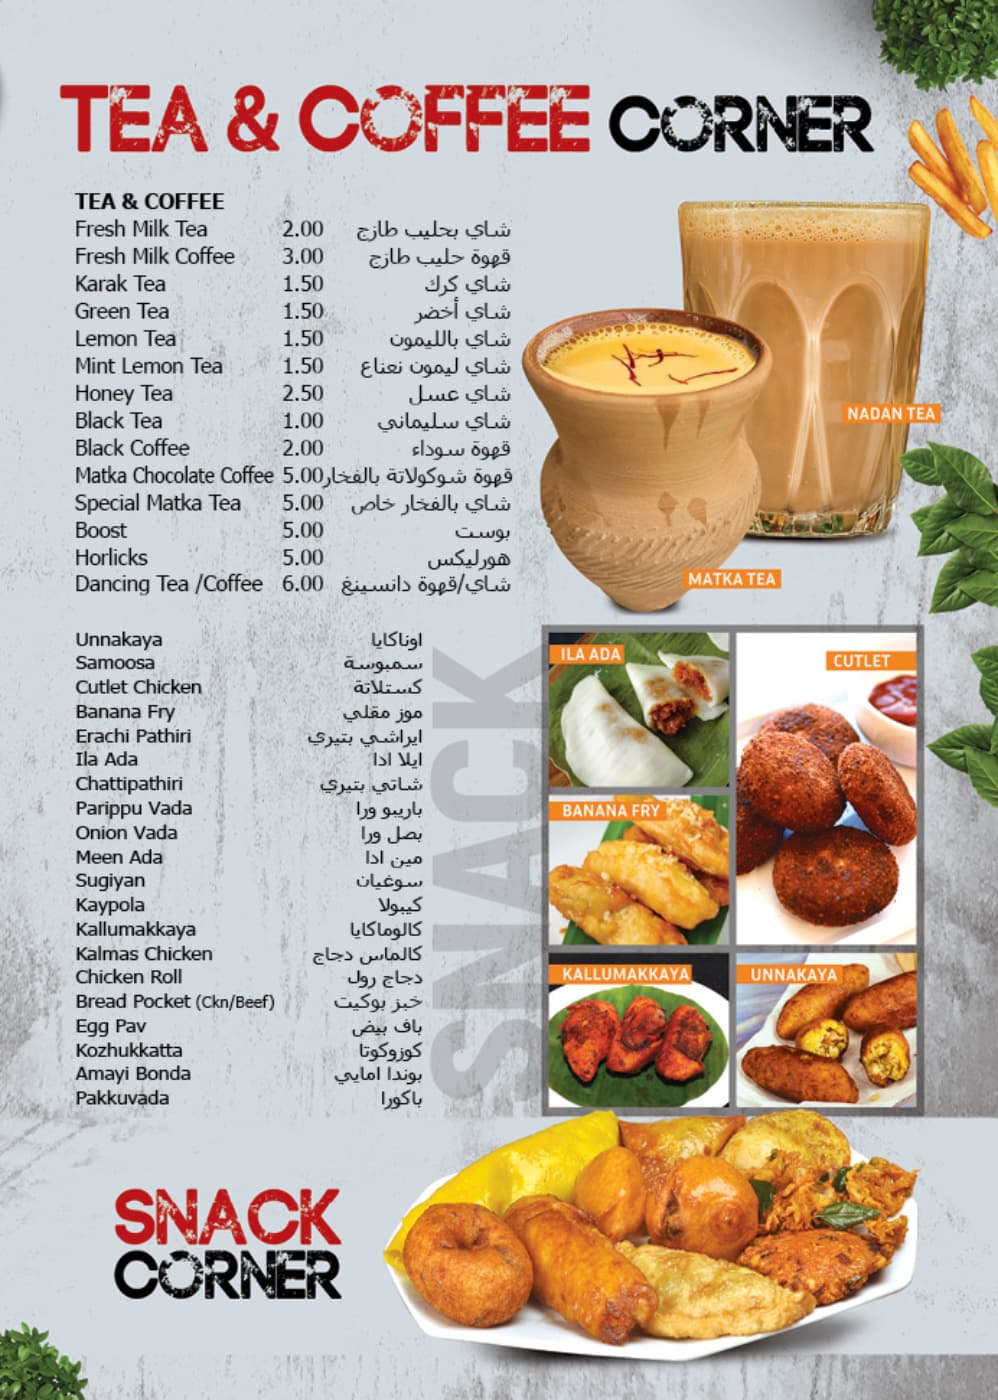 TEA & COFFEE CORNER
TEA & COFFEE
Fresh Milk Tea 2.00 شاي بحليب طازج
Fresh Milk Coffee 3.00 قهوة حليب طازج
Karak Tea 1.50 شاي كرك
Green Tea 1.50 شاي أخضر
Lemon Tea 1.50 شاي بالليمون
Mint Lemon Tea 1.50 شاي ليمون نعناع
Honey Tea 2.50 شاي عسل
Black Tea 1.00 شاي سليماني
Black Coffee 2.00 قهوة سوداء
Matka Chocolate Coffee 5.00 قهوة شوكولاتة بالفخار
Special Matka Tea 5.00 شاي بالفخار خاص
Boost 5.00 بوست
Horlicks 5.00 هورليكس
Dancing Tea /Coffee 6.00 شاي/قهوة دانسينغ
NADAN TEA
MATKA TEA
Unnakaya اوناكايا
Samoosa سمبوسة
Cutlet Chicken كستلاتة
Banana Fry موز مقلي
Erachi Pathiri ايراشي بتيري
Ila Ada ايلا ادا
Chattipathiri شاتي بتيري
Parippu Vada باريبو ورا
Onion Vada بصل ورا
Meen Ada مين ادا
Sugiyan سوغيان
Kaypola كيبولا
Kallumakkaya كالوماكايا
Kalmas Chicken كالماس دجاج
Chicken Roll دجاج رول
Bread Pocket (Ckn/Beef) خبز بوكيت
Egg Pav باف بيض
Kozhukkatta كوزوكوتا
Amayi Bonda بوندا امايي
Pakkuvada باكورا
SNACK
ILA ADA
CUTLET
BANANA FRY
KALLUMAKKAYA
UNNAKAYA
SNACK
CORNER